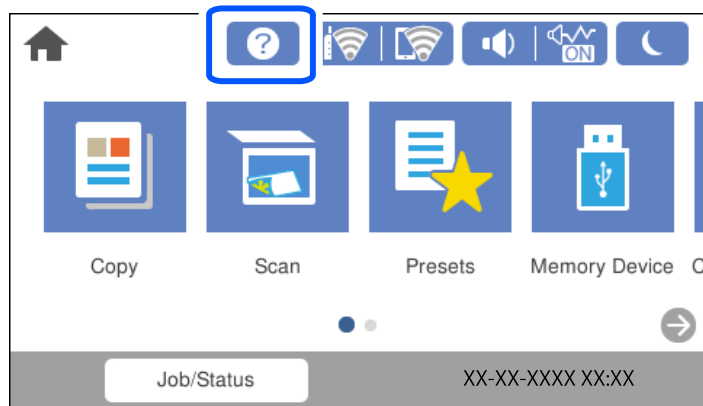 ?
ON
Copy Scan Presets Memory Device
Job/Status XX-XX-XXXX XX:XX